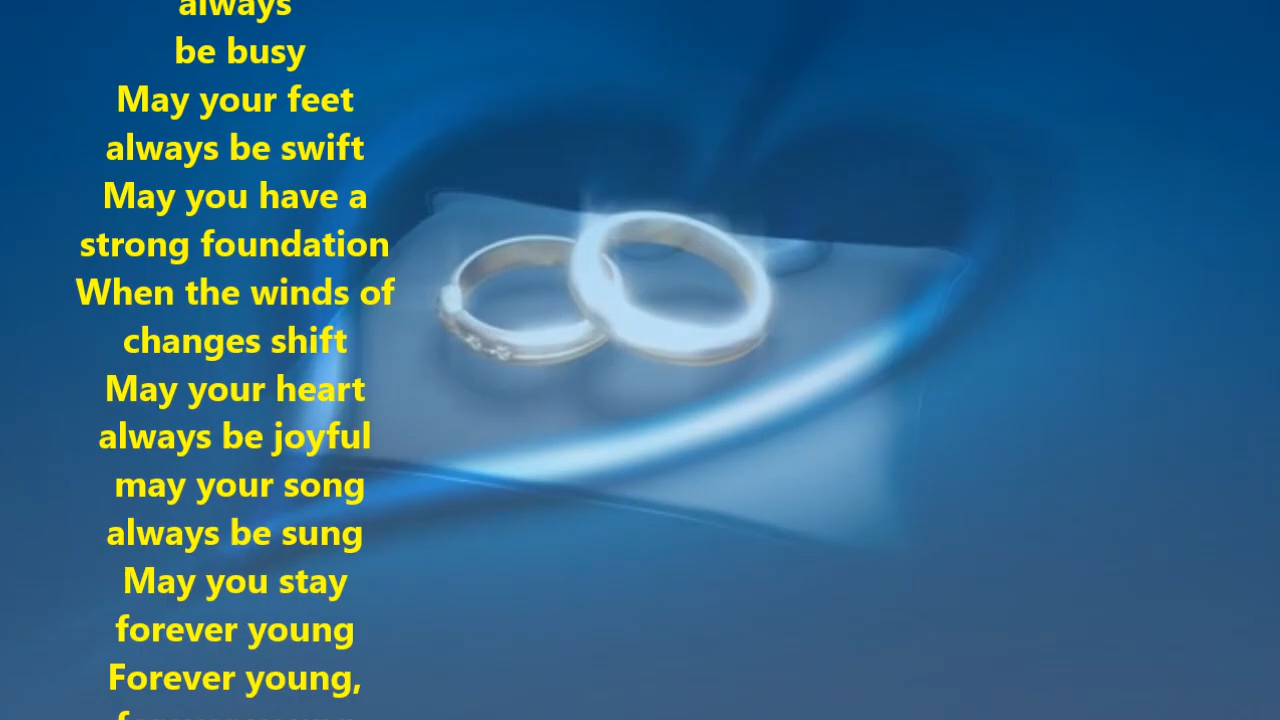 always
be busy
May your feet
always be swift
May you have a
strong foundation
When the winds of
changes shift
May your heart
always be joyful
may your song
always be sung
May you stay
forever young
Forever young,